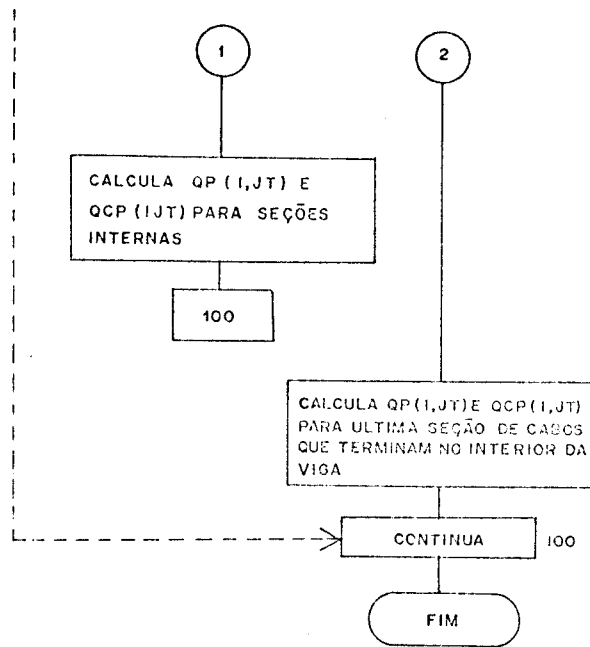 1
2
CALCULA QP (I,JT) E
QCP (IJT) PARA SEÇÕES
INTERNAS
100
CALCULA QP(I,JT) E QCP(I,JT)
PARA ULTIMA SEÇÃO DE CABOS
QUE TERMINAM NO INTERIOR DA
VIGA
CONTINUA
100
FIM